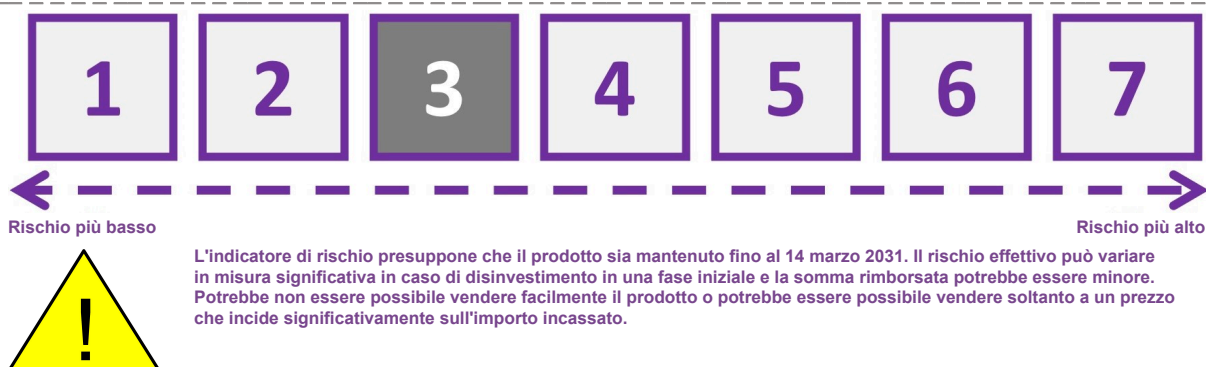 1 2 3 4 5 6 7
Rischio più basso Rischio più alto
L'indicatore di rischio presuppone che il prodotto sia mantenuto fino al 14 marzo 2031. Il rischio effettivo può variare
in misura significativa in caso di disinvestimento in una fase iniziale e la somma rimborsata potrebbe essere minore.
Potrebbe non essere possibile vendere facilmente il prodotto o potrebbe essere possibile vendere soltanto a un prezzo
che incide significativamente sull'importo incassato.
!